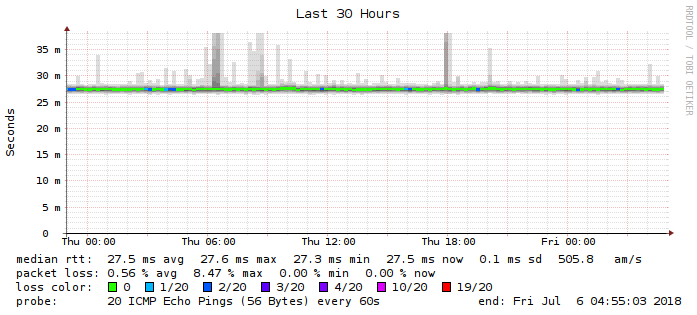 Last 30 Hours
RRDTOOL / TOBI OETIKER
Seconds
35 m
30 m
25 m
20 m
15 m
10 m
5 m
0
Thu 00:00 Thu 06:00 Thu 12:00 Thu 18:00 Fri 00:00
median rtt: 27.5 ms avg 27.6 ms max 27.3 ms min 27.5 ms now 0.1 ms sd 505.8 am/s
packet loss: 0.56 % avg 8.47 % max 0.00 % min 0.00 % now
loss color: 0 1/20 2/20 3/20 4/20 10/20 19/20
probe: 20 ICMP Echo Pings (56 Bytes) every 60s end: Fri Jul 6 04:55:03 2018